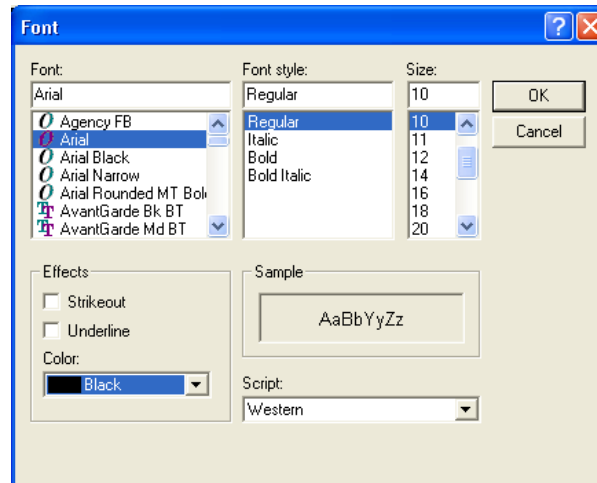 Font
Font:
Arial
Agency FB
Arial
Arial Black
Arial Narrow
Arial Rounded MT Bol
AvantGarde Bk BT
AvantGarde Md BT
Font style:
Regular
Regular
Italic
Bold
Bold Italic
Size:
10
10
11
12
14
16
18
20
OK
Cancel
Effects
Strikeout
Underline
Color:
Black
Sample
AaBbYyZz
Script:
Western